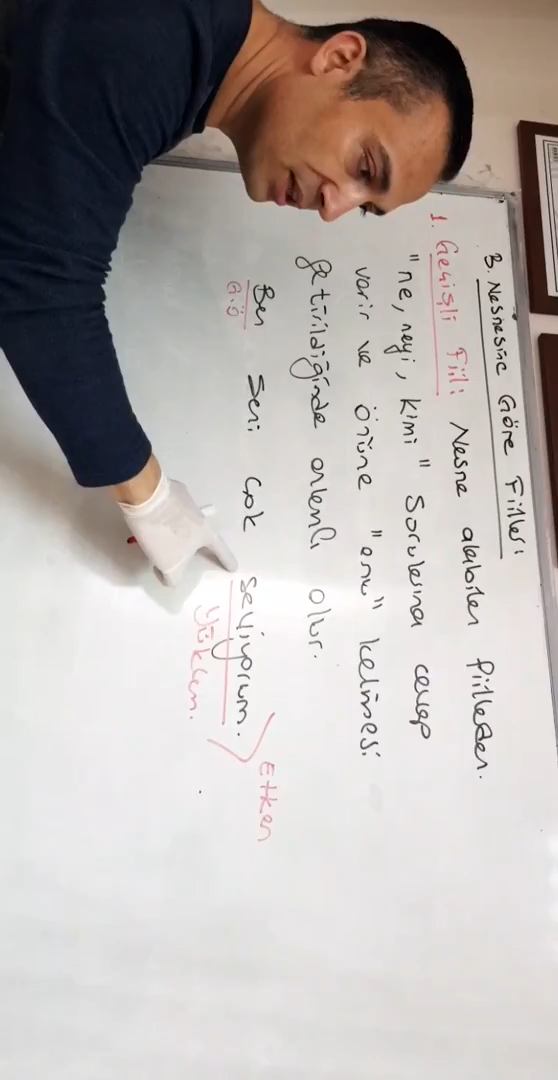 B. Nesnesine Göre Fiiller:
1. Geçişli Fiil: Nesne alabilen fiillerdir.
"ne, neyi, kimi" Sorularına cevap
verir ve önüne "onu" kelimesi
getirildiğinde anlamlı olur.
Ben seni çok seviyorum. Etken
G.Ö Yüklem.